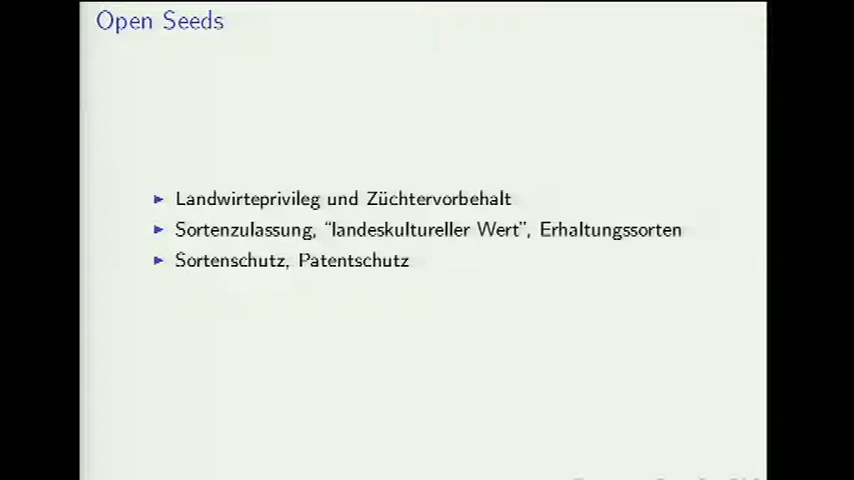 Open Seeds
Landwirteprivileg und Züchtervorbehalt
Sortenzulassung, “landeskultureller Wert”, Erhaltungssorten
Sortenschutz, Patentschutz